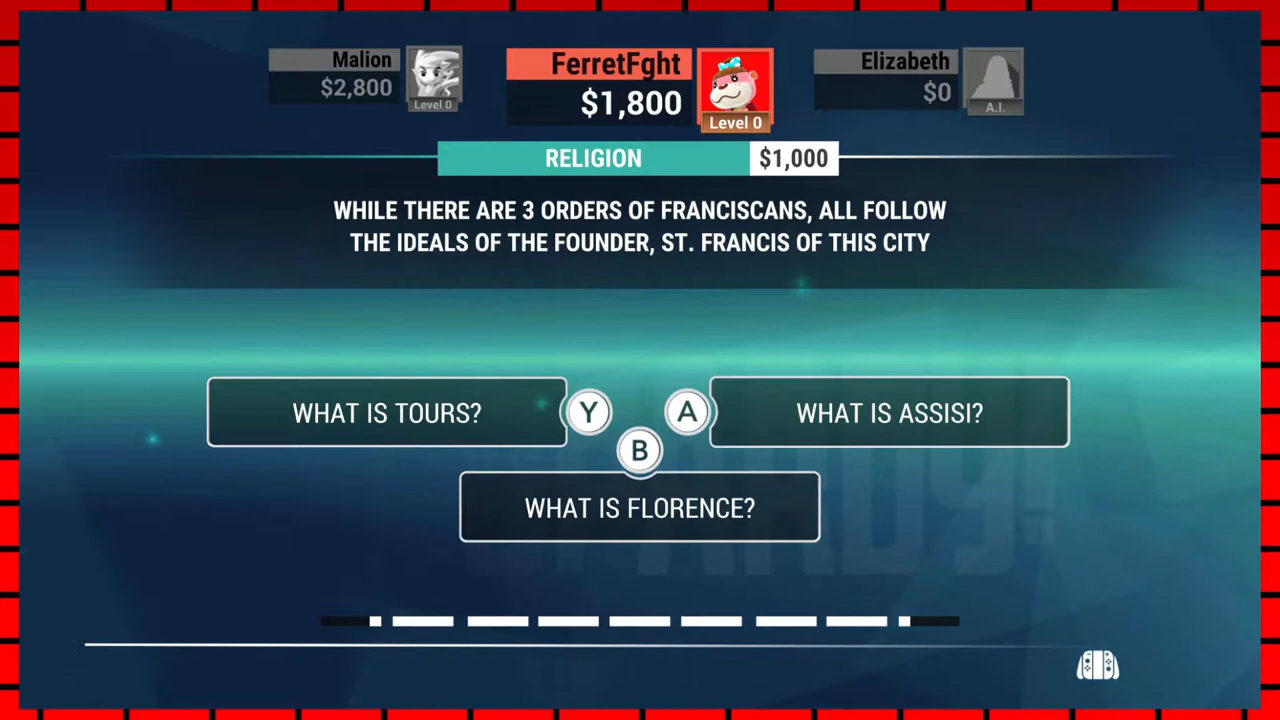 Malion
$2,800
Level 0
FerretFght
$1,800
Level 0
Elizabeth
$0
A.I.
RELIGION $1,000
WHILE THERE ARE 3 ORDERS OF FRANCISCANS, ALL FOLLOW
THE IDEALS OF THE FOUNDER, ST. FRANCIS OF THIS CITY
WHAT IS TOURS? Y
A WHAT IS ASSISI?
B
WHAT IS FLORENCE?